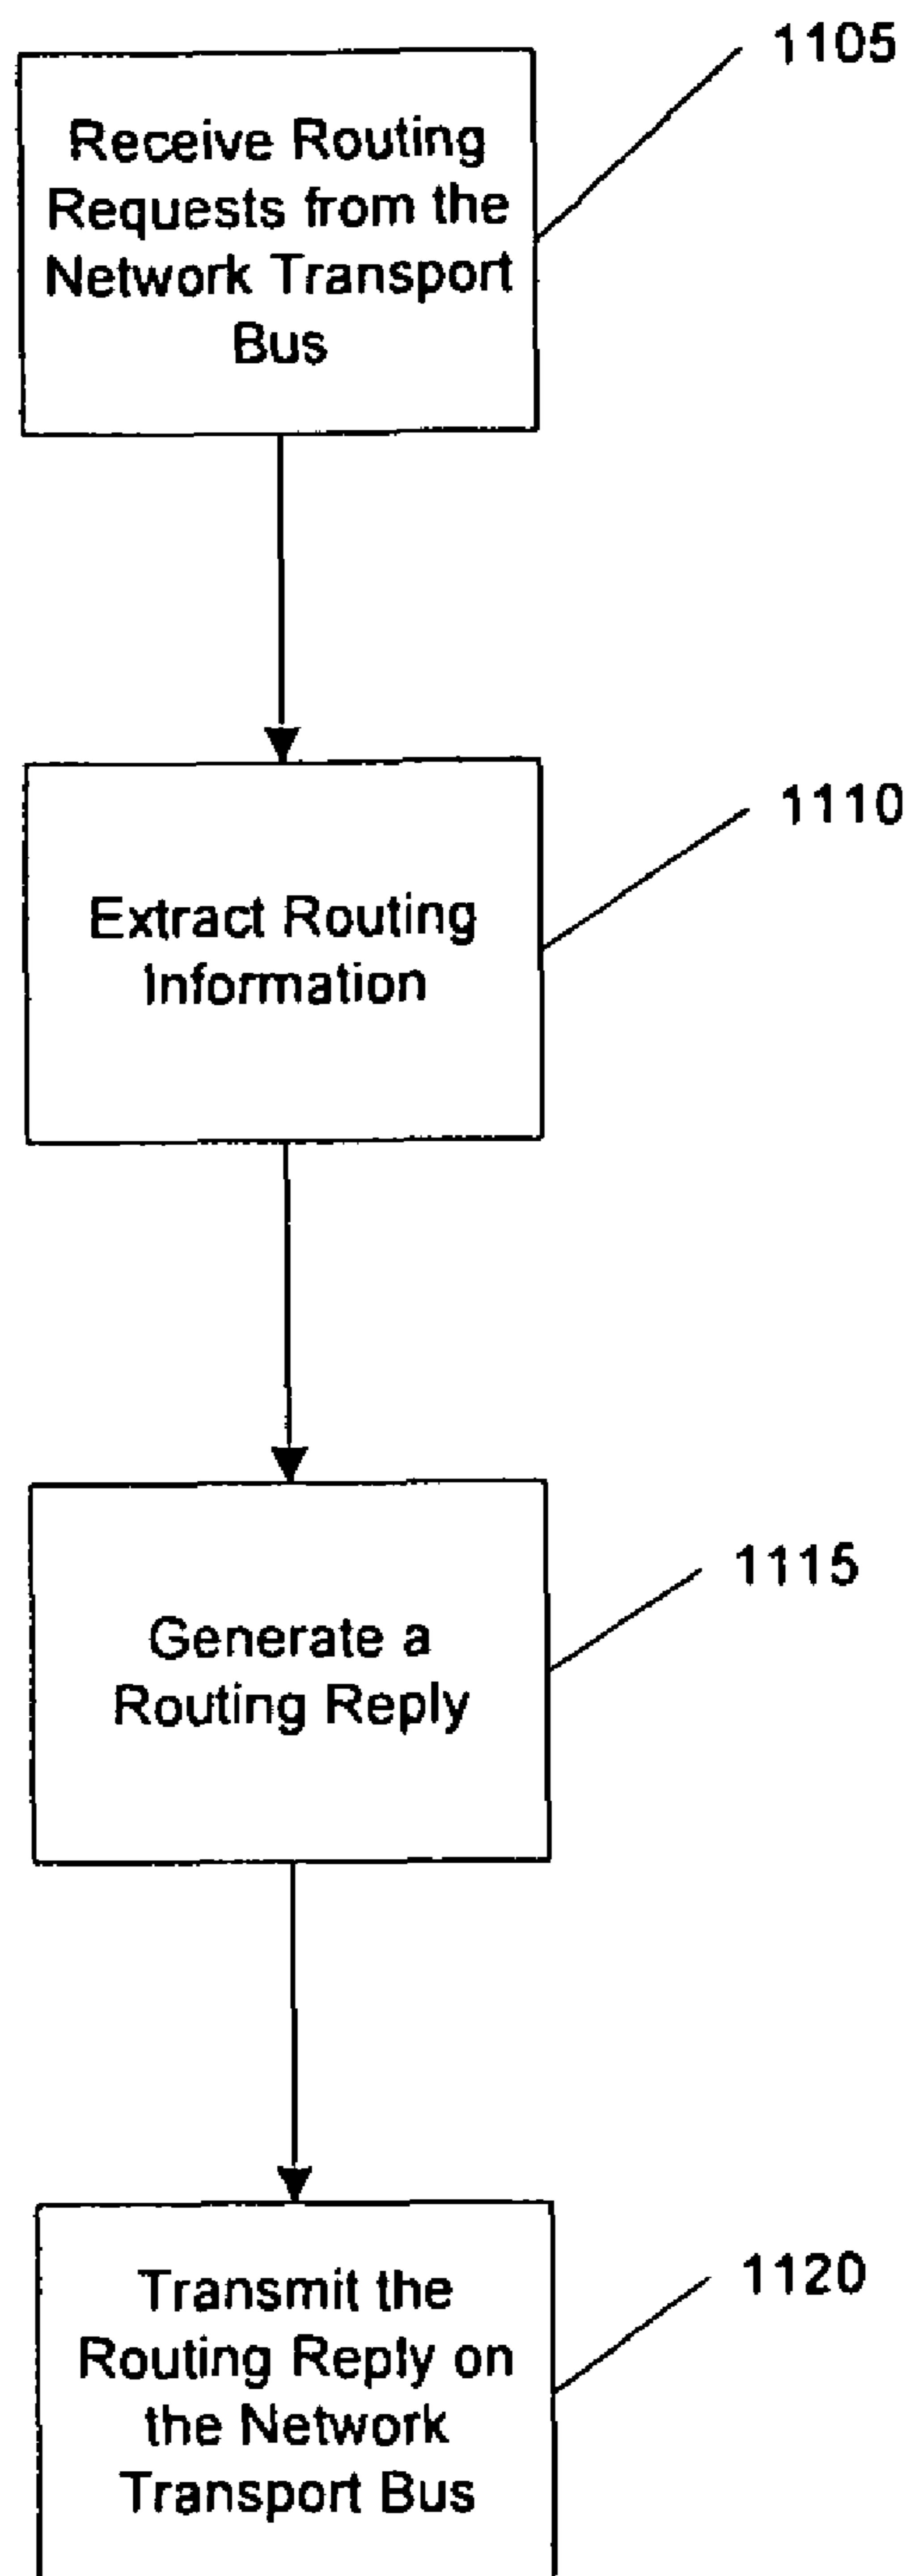 1105
Receive Routing
Requests from the
Network Transport
Bus
1110
Extract Routing
Information
1115
Generate a
Routing Reply
1120
Transmit the
Routing Reply on
the Network
Transport Bus